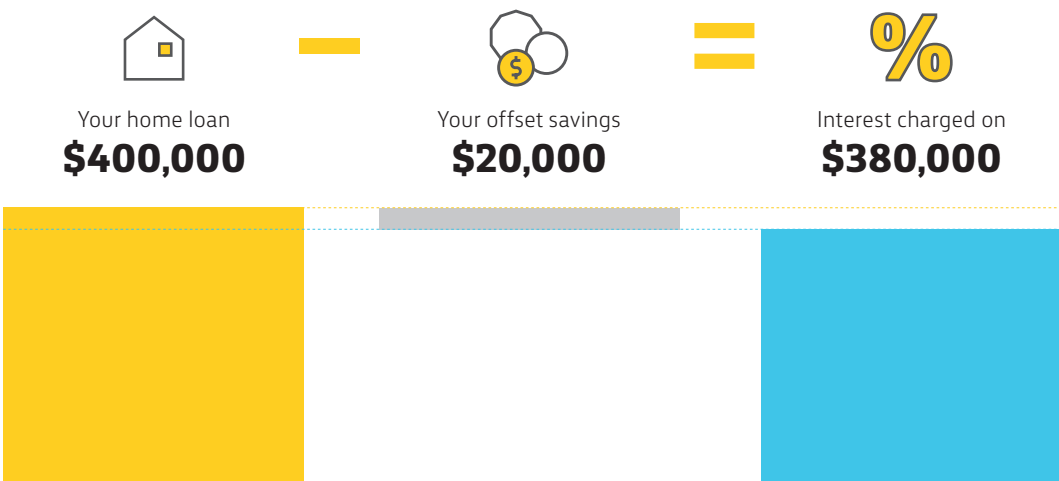 $
%
Your home loan
$400,000
Your offset savings
$20,000
Interest charged on
$380,000